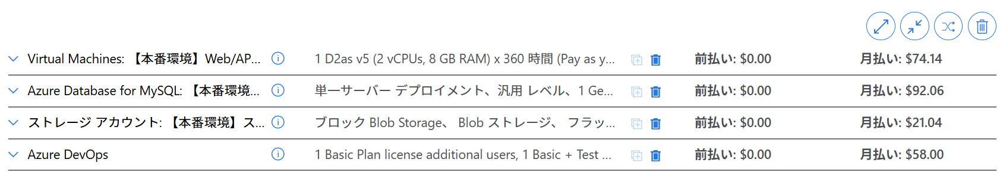 Virtual Machines: 【本番環境】Web/AP... 1 D2as v5 (2 vCPUs, 8 GB RAM) x 360 時間 (Pay as y... 前払い: $0.00 月払い: $74.14
Azure Database for MySQL: 【本番環境... 単一サーバー デプロイメント、汎用 レベル、1 Ge... 前払い: $0.00 月払い: $92.06
ストレージ アカウント: 【本番環境】ス... ブロック Blob Storage、 Blob ストレージ、 フラッ... 前払い: $0.00 月払い: $21.04
Azure DevOps 1 Basic Plan license additional users, 1 Basic + Test ... 前払い: $0.00 月払い: $58.00